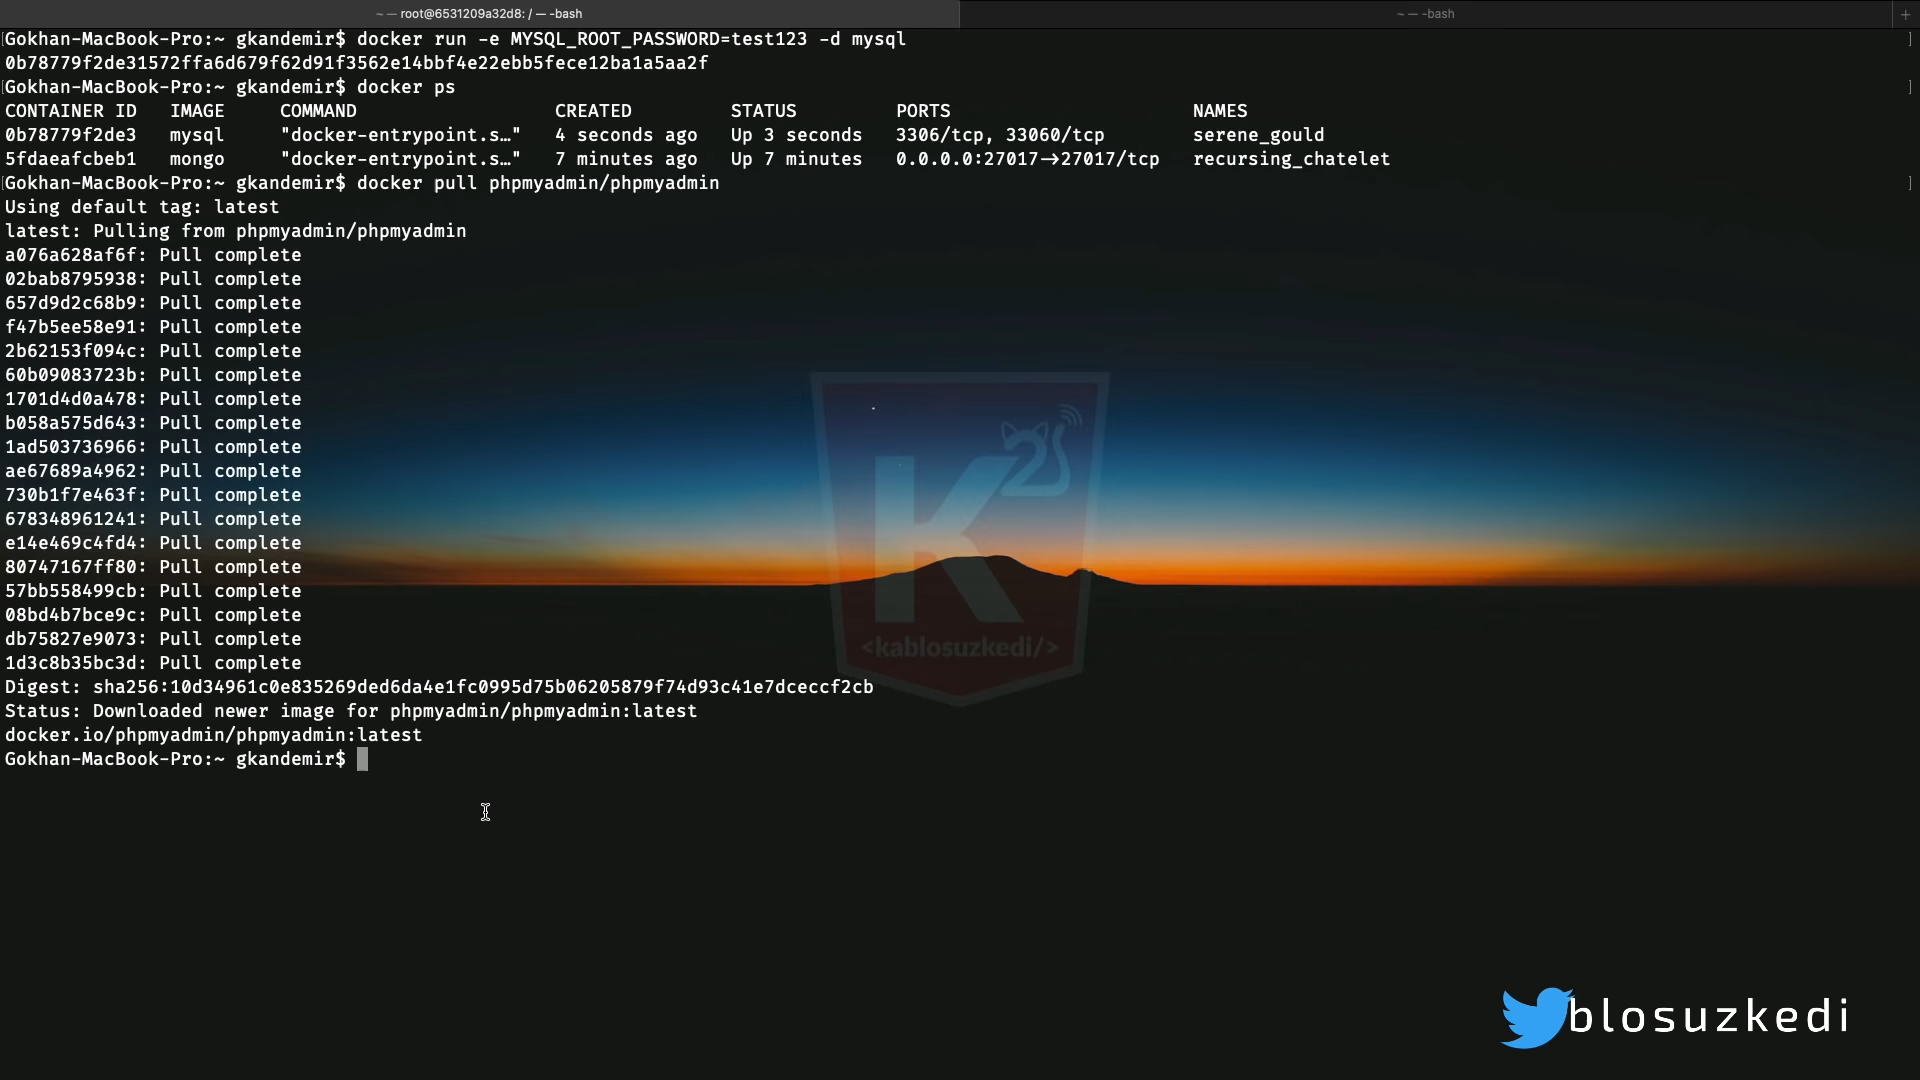 ~ — root@6531209a32d8: / — -bash
~ — -bash
+
[Gokhan-MacBook-Pro:~ gkandemir$ docker run -e MYSQL_ROOT_PASSWORD=test123 -d mysql ]
0b78779f2de31572ffa6d679f62d91f3562e14bbf4e22ebb5fece12ba1a5aa2f
[Gokhan-MacBook-Pro:~ gkandemir$ docker ps ]
CONTAINER ID IMAGE COMMAND CREATED STATUS PORTS NAMES
0b78779f2de3 mysql "docker-entrypoint.s…" 4 seconds ago Up 3 seconds 3306/tcp, 33060/tcp serene_gould
5fdaeafcbeb1 mongo "docker-entrypoint.s…" 7 minutes ago Up 7 minutes 0.0.0.0:27017->27017/tcp recursing_chatelet
[Gokhan-MacBook-Pro:~ gkandemir$ docker pull phpmyadmin/phpmyadmin ]
Using default tag: latest
latest: Pulling from phpmyadmin/phpmyadmin
a076a628af6f: Pull complete
02bab8795938: Pull complete
657d9d2c68b9: Pull complete
f47b5ee58e91: Pull complete
2b62153f094c: Pull complete
60b09083723b: Pull complete
1701d4d0a478: Pull complete
b058a575d643: Pull complete
1ad503736966: Pull complete
ae67689a4962: Pull complete
730b1f7e463f: Pull complete
678348961241: Pull complete
e14e469c4fd4: Pull complete
80747167ff80: Pull complete
57bb558499cb: Pull complete
08bd4b7bce9c: Pull complete
db75827e9073: Pull complete
1d3c8b35bc3d: Pull complete
Digest: sha256:10d34961c0e835269ded6da4e1fc0995d75b06205879f74d93c41e7dceccf2cb
Status: Downloaded newer image for phpmyadmin/phpmyadmin:latest
docker.io/phpmyadmin/phpmyadmin:latest
Gokhan-MacBook-Pro:~ gkandemir$
K2
<kablosuzkedi/>
blosuzkedi